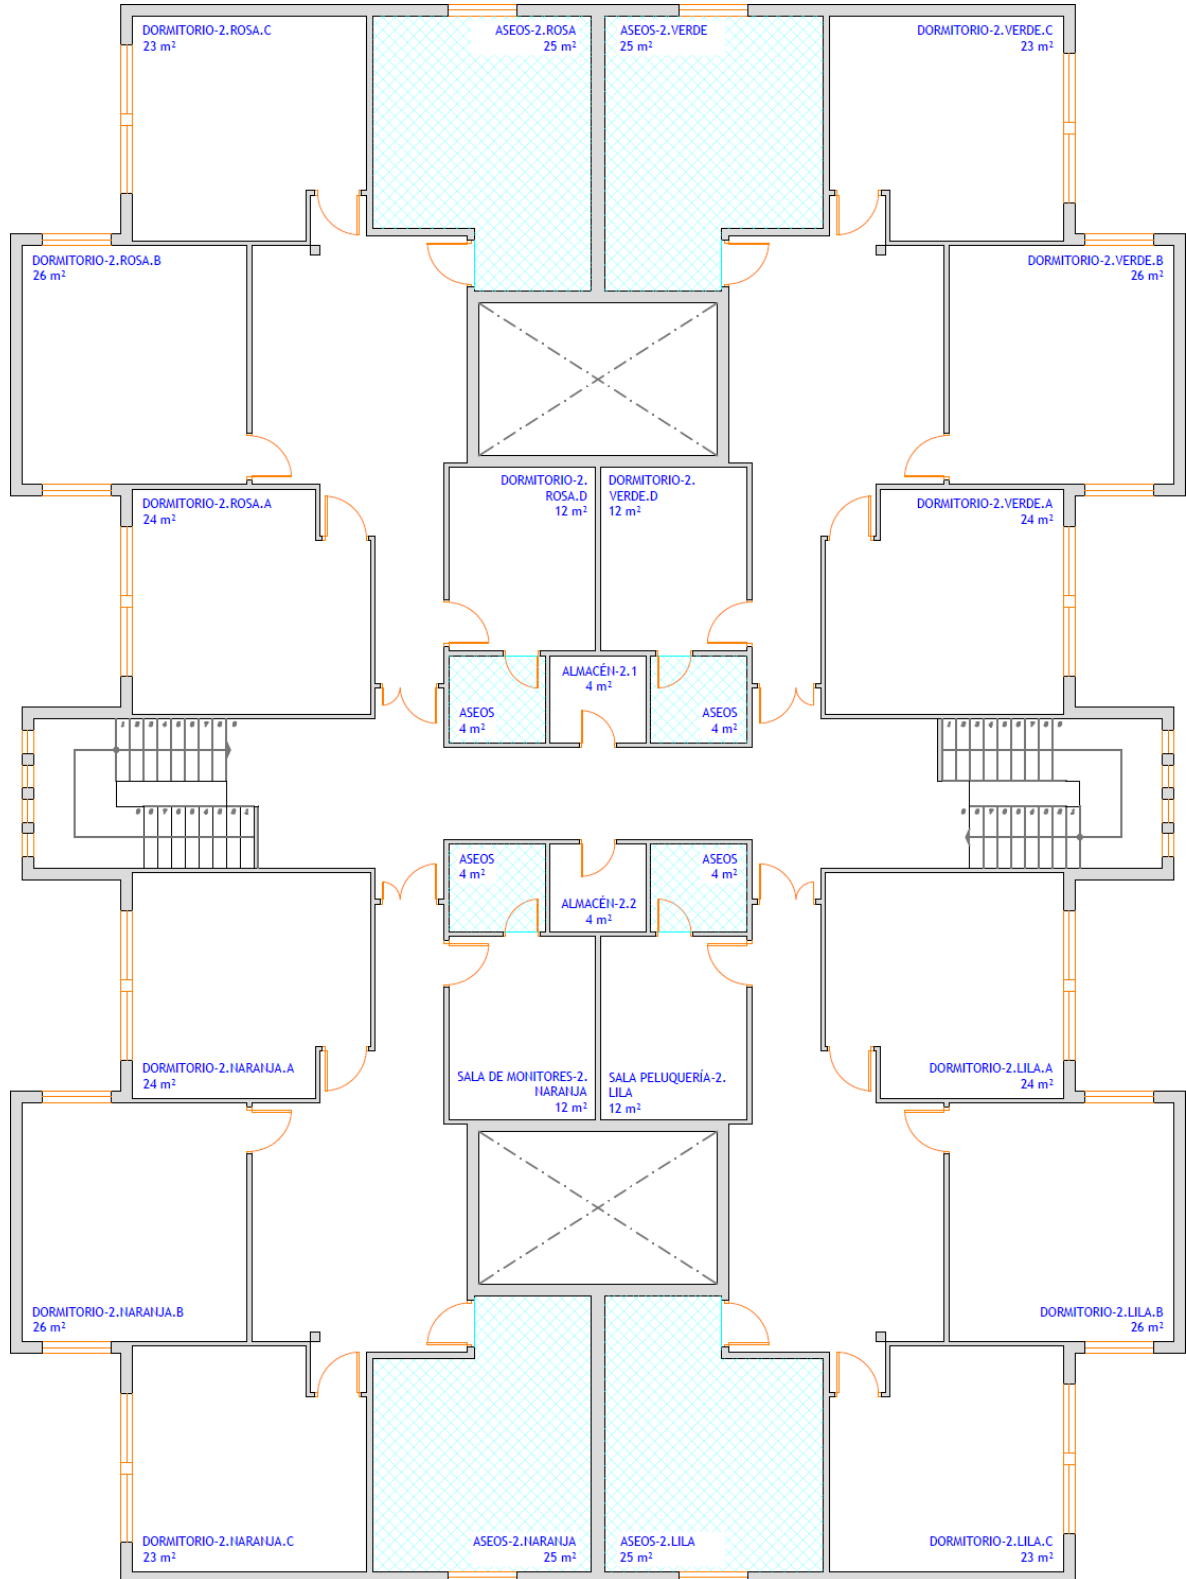 DORMITORIO-2.ROSA.C
23 m²
ASEOS-2.ROSA
25 m²
ASEOS-2.VERDE
25 m²
DORMITORIO-2.VERDE.C
23 m²
DORMITORIO-2.ROSA.B
26 m²
DORMITORIO-2.VERDE.B
26 m²
DORMITORIO-2.ROSA.A
24 m²
DORMITORIO-2.
ROSA.D
12 m²
DORMITORIO-2.
VERDE.D
12 m²
DORMITORIO-2.VERDE.A
24 m²
ASEOS
4 m²
ALMACÉN-2.1
4 m²
ASEOS
4 m²
ASEOS
4 m²
ALMACÉN-2.2
4 m²
ASEOS
4 m²
DORMITORIO-2.NARANJA.A
24 m²
SALA DE MONITORES-2.
NARANJA
12 m²
SALA PELUQUERÍA-2.
LILA
12 m²
DORMITORIO-2.LILA.A
24 m²
DORMITORIO-2.NARANJA.B
26 m²
DORMITORIO-2.LILA.B
26 m²
DORMITORIO-2.NARANJA.C
23 m²
ASEOS-2.NARANJA
25 m²
ASEOS-2.LILA
25 m²
DORMITORIO-2.LILA.C
23 m²